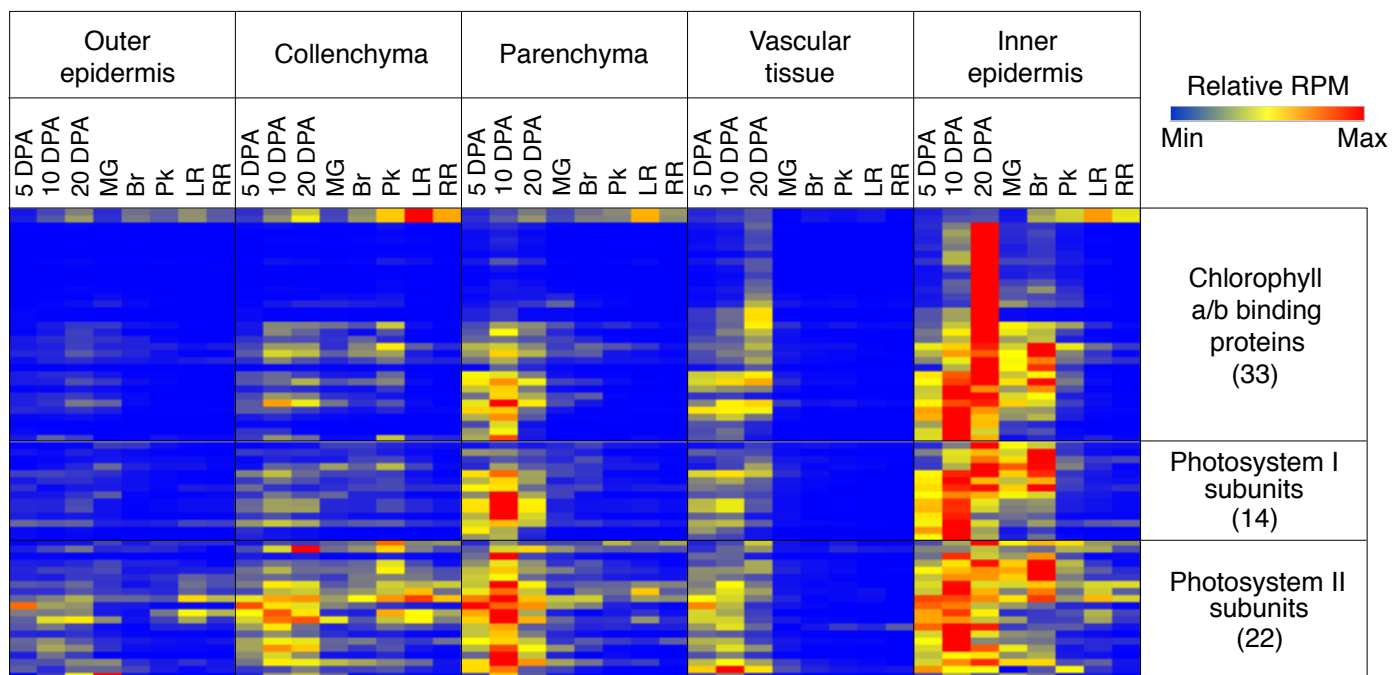 Outer
epidermis
Collenchyma
Parenchyma
Vascular
tissue
Inner
epidermis
Relative RPM
Min Max
5 DPA
10 DPA
20 DPA
MG
Br
Pk
LR
RR
5 DPA
10 DPA
20 DPA
MG
Br
Pk
LR
RR
5 DPA
10 DPA
20 DPA
MG
Br
Pk
LR
RR
5 DPA
10 DPA
20 DPA
MG
Br
Pk
LR
RR
5 DPA
10 DPA
20 DPA
MG
Br
Pk
LR
RR
Chlorophyll
a/b binding
proteins
(33)
Photosystem I
subunits
(14)
Photosystem II
subunits
(22)